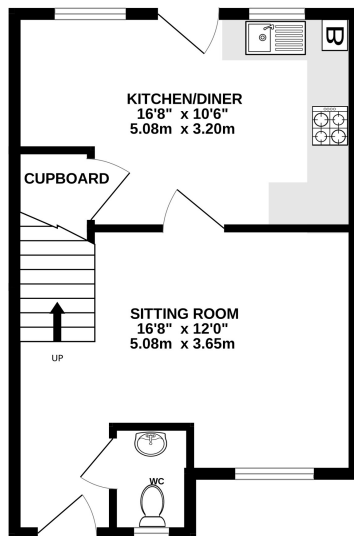 B
KITCHEN/DINER
16'8" x 10'6"
5.08m x 3.20m
CUPBOARD
SITTING ROOM
16'8" x 12'0"
5.08m x 3.65m
UP
WC